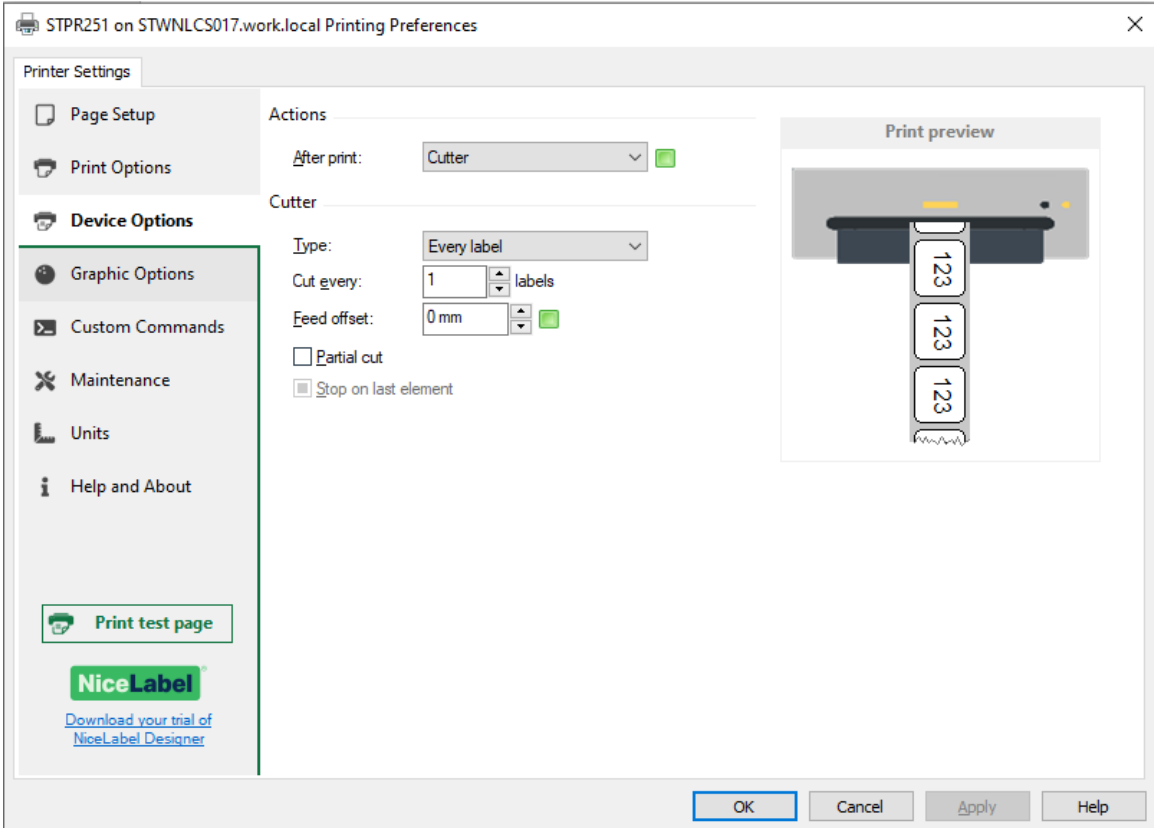 STPR251 on STWNLCS017.work.local Printing Preferences
Printer Settings
Page Setup
Print Options
Device Options
Graphic Options
Custom Commands
Maintenance
Units
Help and About
Print test page
NiceLabel®
Download your trial of
NiceLabel Designer
Actions
After print: Cutter
Cutter
Type: Every label
Cut every: 1 labels
Feed offset: 0 mm
Partial cut
Stop on last element
Print preview
123
123
123
OK Cancel Apply Help